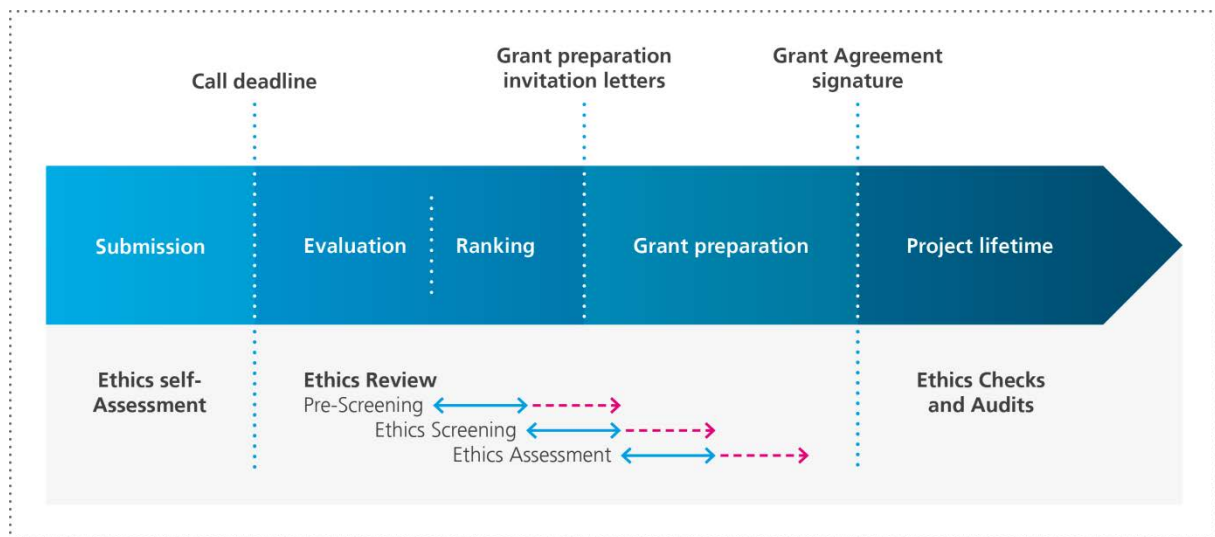 Call deadline
Grant preparation
invitation letters
Grant Agreement
signature
Submission
Evaluation
Ranking
Grant preparation
Project lifetime
Ethics self-
Assessment
Ethics Review
Pre-Screening
Ethics Screening
Ethics Assessment
Ethics Checks
and Audits